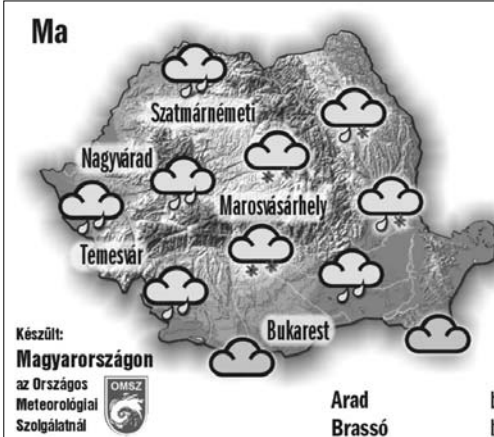 Ma
Szatmárnémeti
Nagyvárad
Marosvásárhely
Temesvár
Bukarest
Készült:
Magyarországon
az Országos
Meteorológiai
Szolgálatnál
OMSZ
Arad
Brassó